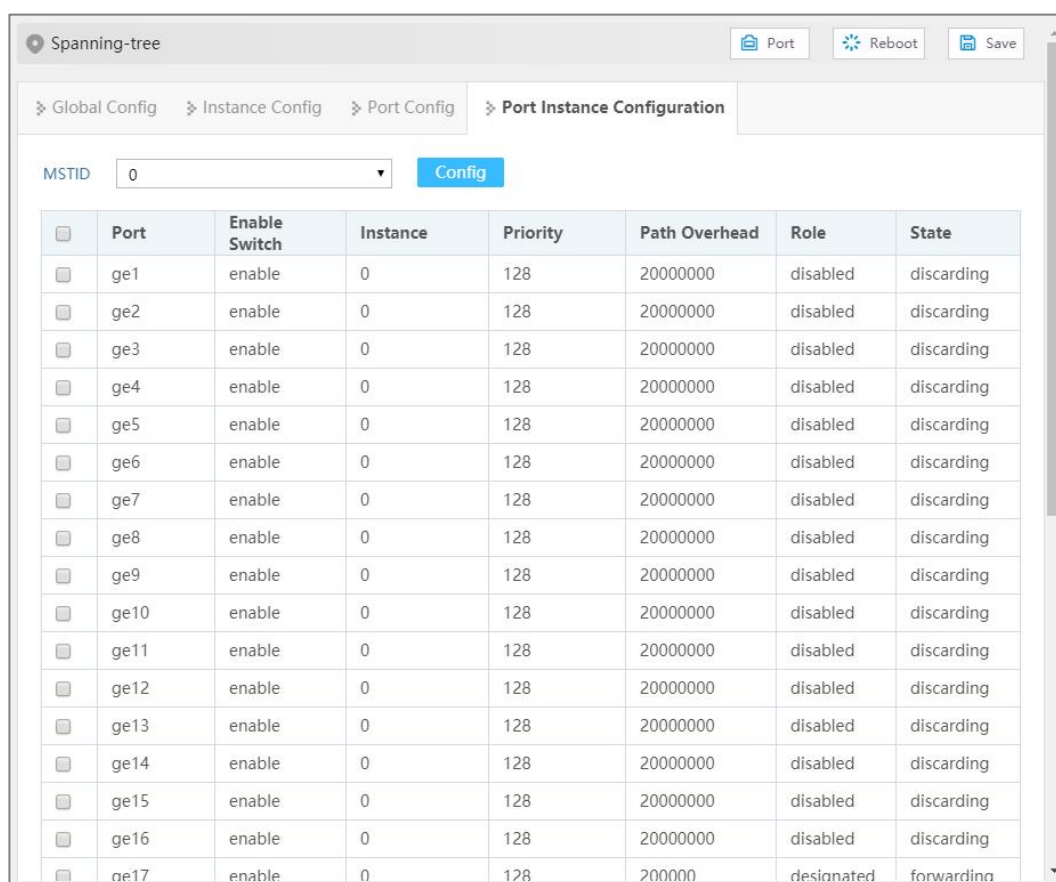 Spanning-tree Port Reboot Save
Global Config Instance Config Port Config Port Instance Configuration
MSTID 0 Config
Port Enable Switch Instance Priority Path Overhead Role State
ge1 enable 0 128 20000000 disabled discarding
ge2 enable 0 128 20000000 disabled discarding
ge3 enable 0 128 20000000 disabled discarding
ge4 enable 0 128 20000000 disabled discarding
ge5 enable 0 128 20000000 disabled discarding
ge6 enable 0 128 20000000 disabled discarding
ge7 enable 0 128 20000000 disabled discarding
ge8 enable 0 128 20000000 disabled discarding
ge9 enable 0 128 20000000 disabled discarding
ge10 enable 0 128 20000000 disabled discarding
ge11 enable 0 128 20000000 disabled discarding
ge12 enable 0 128 20000000 disabled discarding
ge13 enable 0 128 20000000 disabled discarding
ge14 enable 0 128 20000000 disabled discarding
ge15 enable 0 128 20000000 disabled discarding
ge16 enable 0 128 20000000 disabled discarding
ge17 enable 0 128 200000 designated forwarding